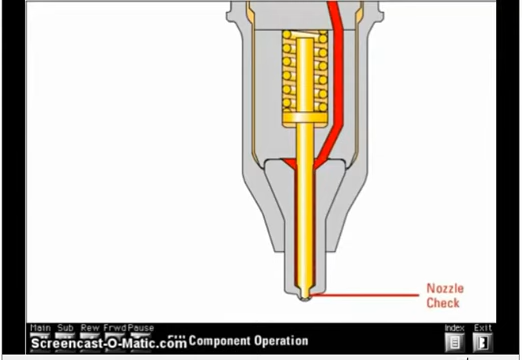 Nozzle
Check
Main Sub Rew Frwd Pause
Index Exit
Screencast-O-Matic.com
Component Operation